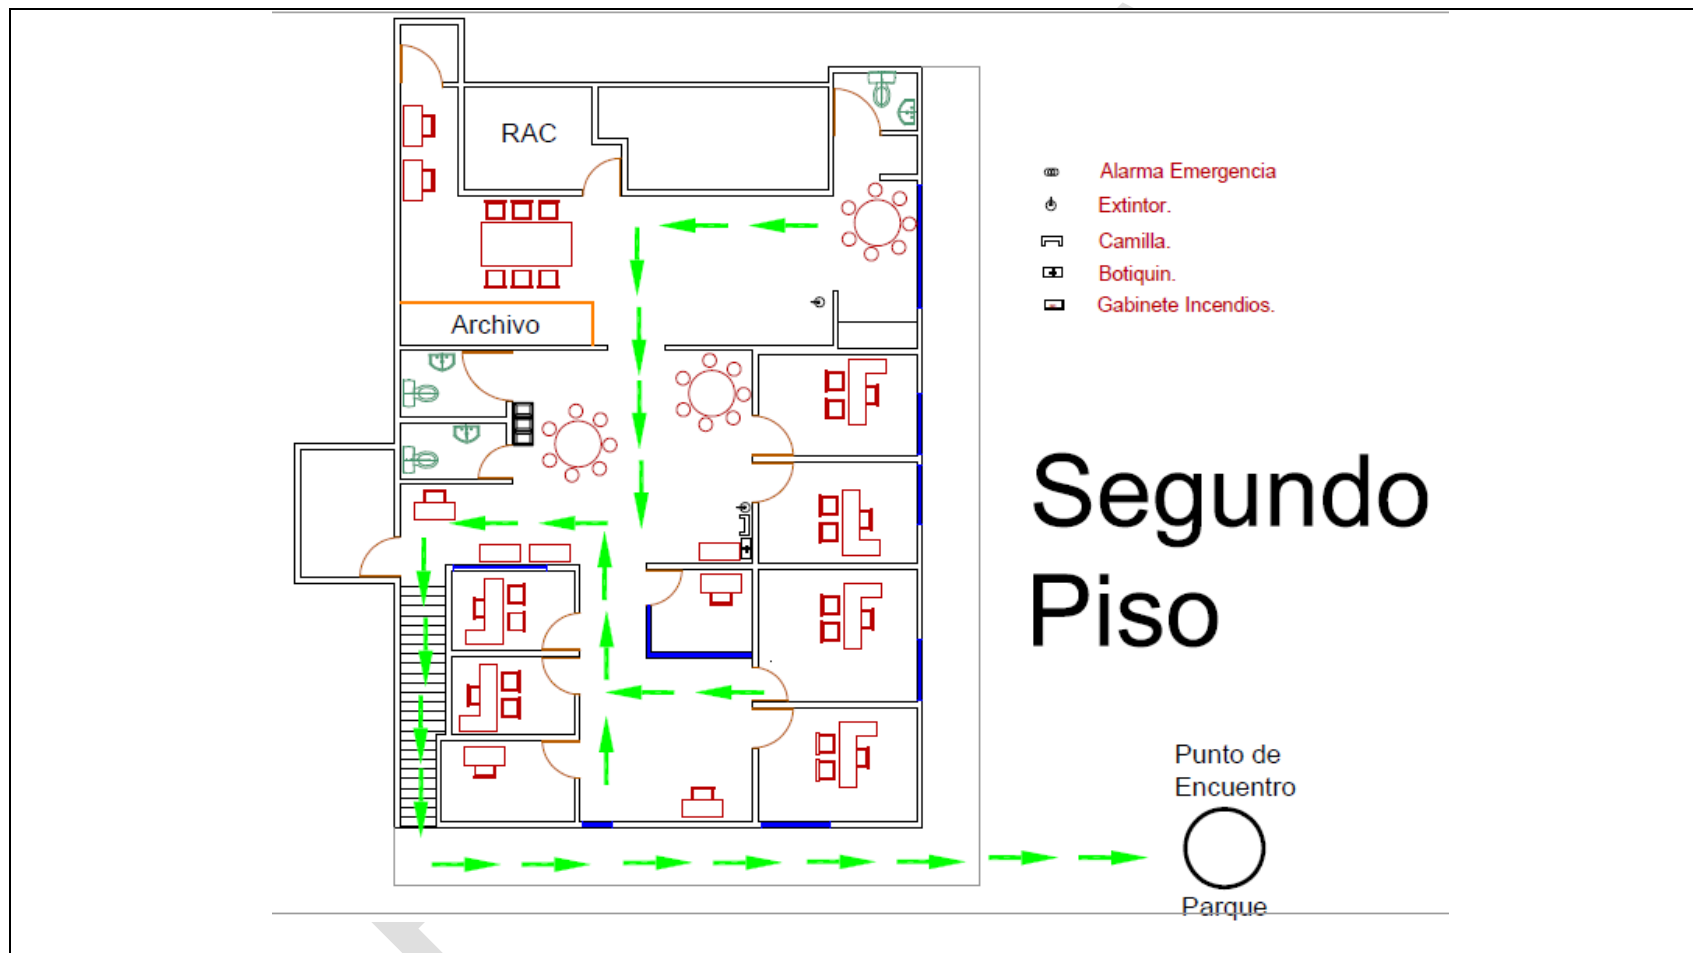 RAC
Alarma Emergencia
Extintor.
Camilla.
Botiquin.
Gabinete Incendios.
Archivo
Segundo
Piso
Punto de
Encuentro
Parque